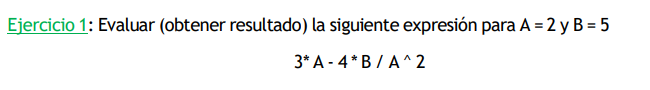 Ejercicio 1: Evaluar (obtener resultado) la siguiente expresión para A = 2 y B = 5
3* A - 4 * B / A ^ 2